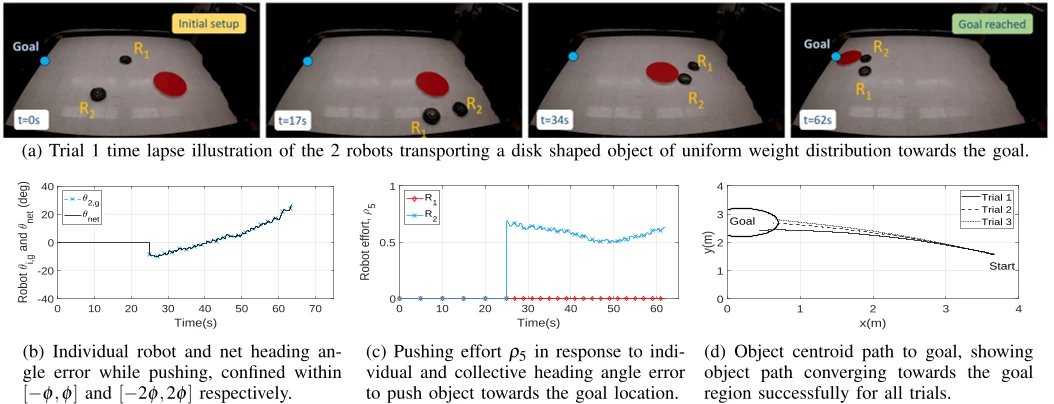 Initial setup
Goal reached
Goal
R1
R2
t=0s
R2
R1
t=17s
R1
R2
t=34s
Goal
R2
R1
t=62s
(a) Trial 1 time lapse illustration of the 2 robots transporting a disk shaped object of uniform weight distribution towards the goal.
Robot θi,g and θnet (deg)
40
20
0
-20
-40
θ2,g
θnet
0 10 20 30 40 50 60 70
Time(s)
Robot effort, ρ5
1
0.5
0
R1
R2
0 10 20 30 40 50 60
Time(s)
y(m)
4
3
2
1
0
Goal
Trial 1
Trial 2
Trial 3
Start
0 1 2 3 4
x(m)
(b) Individual robot and net heading an-
gle error while pushing, confined within
[−ϕ,ϕ] and [−2ϕ,2ϕ] respectively.
(c) Pushing effort ρ5 in response to indi-
vidual and collective heading angle error
to push object towards the goal location.
(d) Object centroid path to goal, showing
object path converging towards the goal
region successfully for all trials.